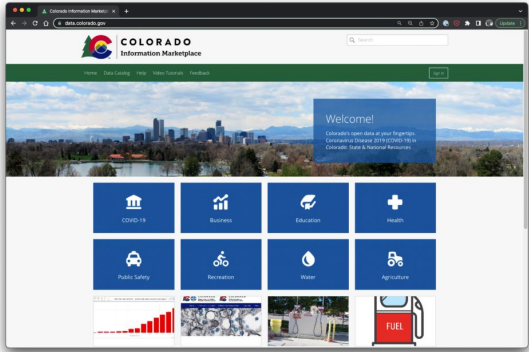 Colorado Information Marketpl
data.colorado.gov
Update
COLORADO
Information Marketplace
Search
Home Data Catalog Help Video Tutorials Feedback
Sign In
Welcome!
Colorado's open data at your fingertips.
Coronavirus Disease 2019 (COVID-19) in
Colorado: State & National Resources
COVID-19
Business
Education
Health
Public Safety
Recreation
Water
Agriculture
FUEL